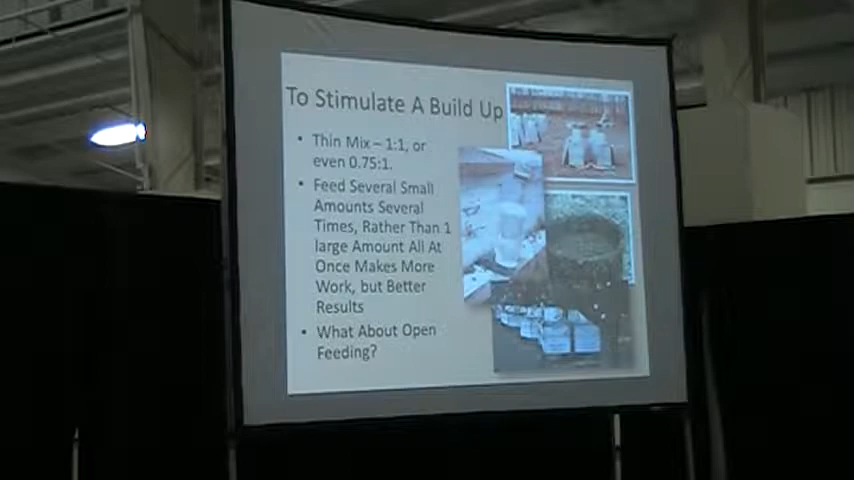 To Stimulate A Build Up
• Thin Mix – 1:1, or
even 0.75:1.
• Feed Several Small
Amounts Several
Times, Rather Than 1
large Amount All At
Once Makes More
Work, but Better
Results
• What About Open
Feeding?